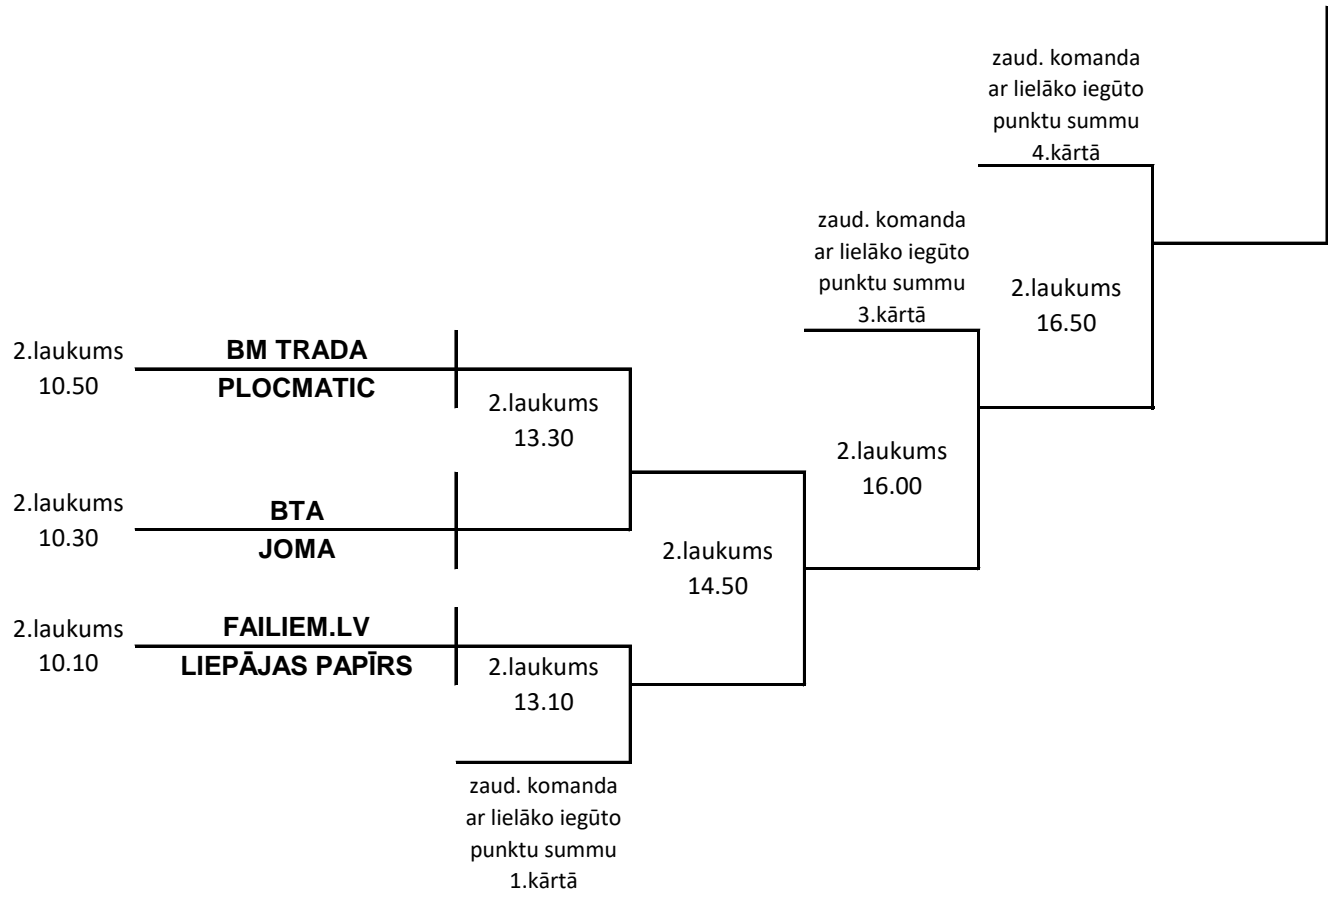 zaud. komanda
ar lielāko iegūto
punktu summu
4.kārtā
zaud. komanda
ar lielāko iegūto
punktu summu
3.kārtā
2.laukums
16.50
2.laukums
10.50
BM TRADA
PLOCMATIC
2.laukums
13.30
2.laukums
16.00
2.laukums
10.30
BTA
JOMA
2.laukums
14.50
2.laukums
10.10
FAILIEM.LV
LIEPĀJAS PAPĪRS
2.laukums
13.10
zaud. komanda
ar lielāko iegūto
punktu summu
1.kārtā